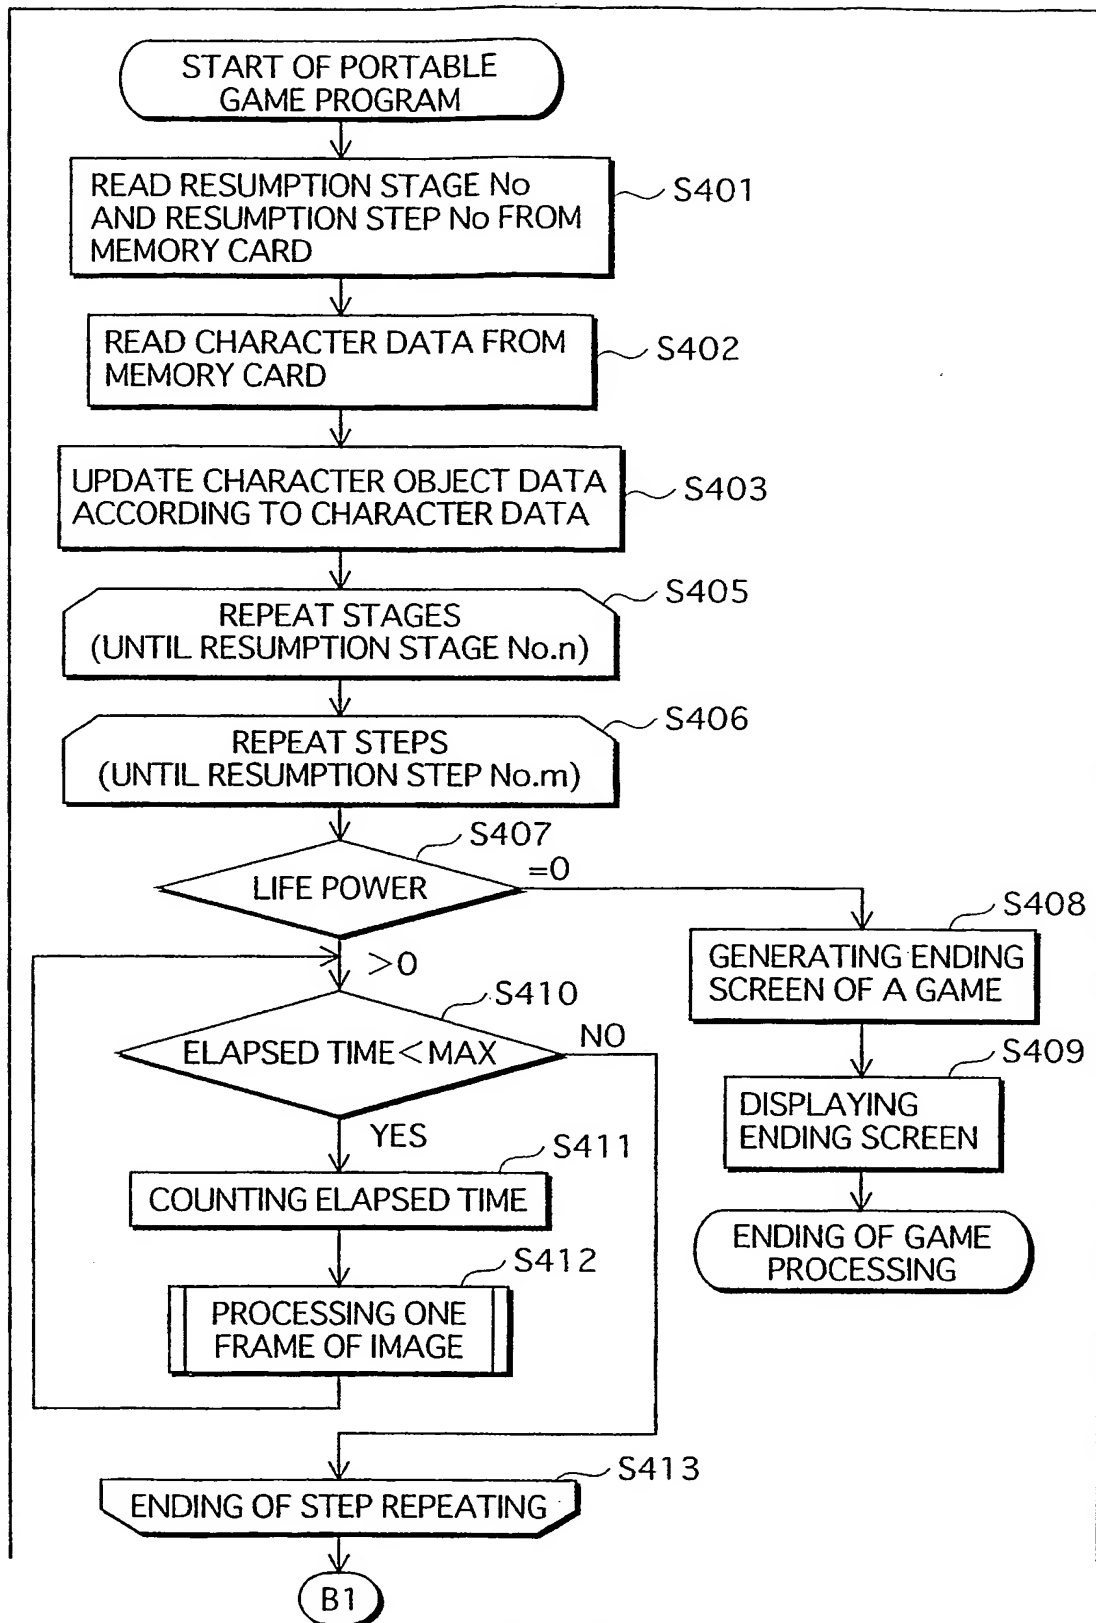 START OF PORTABLE
GAME PROGRAM
READ RESUMPTION STAGE No
AND RESUMPTION STEP No FROM
MEMORY CARD
S401
READ CHARACTER DATA FROM
MEMORY CARD
S402
UPDATE CHARACTER OBJECT DATA
ACCORDING TO CHARACTER DATA
S403
REPEAT STAGES
(UNTIL RESUMPTION STAGE No.n)
S405
REPEAT STEPS
(UNTIL RESUMPTION STEP No.m)
S406
S407
LIFE POWER
=0
>0
S408
GENERATING ENDING
SCREEN OF A GAME
S409
DISPLAYING
ENDING SCREEN
ENDING OF GAME
PROCESSING
S410
ELAPSED TIME<MAX
NO
YES
S411
COUNTING ELAPSED TIME
S412
PROCESSING ONE
FRAME OF IMAGE
S413
ENDING OF STEP REPEATING
B1